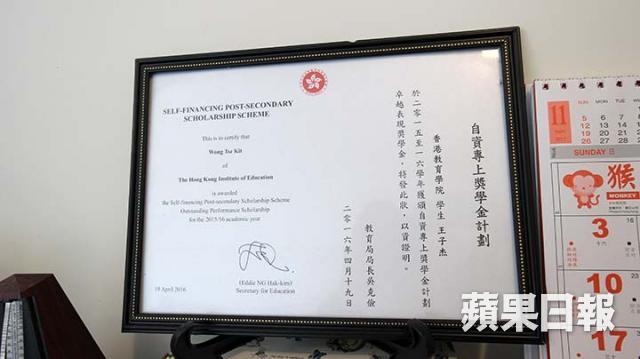 SELF-FINANCING POST-SECONDARY
SCHOLARSHIP SCHEME
This is to certify that
Wong Tsz Kit
of
The Hong Kong Institute of Education
is awarded
the Self-financing Post-secondary Scholarship Scheme
Outstanding Performance Scholarship
for the 2015/16 academic year
(Eddie NG Hak-kim)
Secretary for Education
19 April 2016
自資專上獎學金計劃
香港教育學院 學生 王子杰
於二零一五至一六學年獲頒自資專上獎學金計劃
卓越表現獎學金，特發此狀，以資證明。
教育局局長吳克儉
二零一六年四月十九日
11
SUN
5
12
19
26
SUNDAY 日
猴
MONKEY
3
10
17
蘋果日報